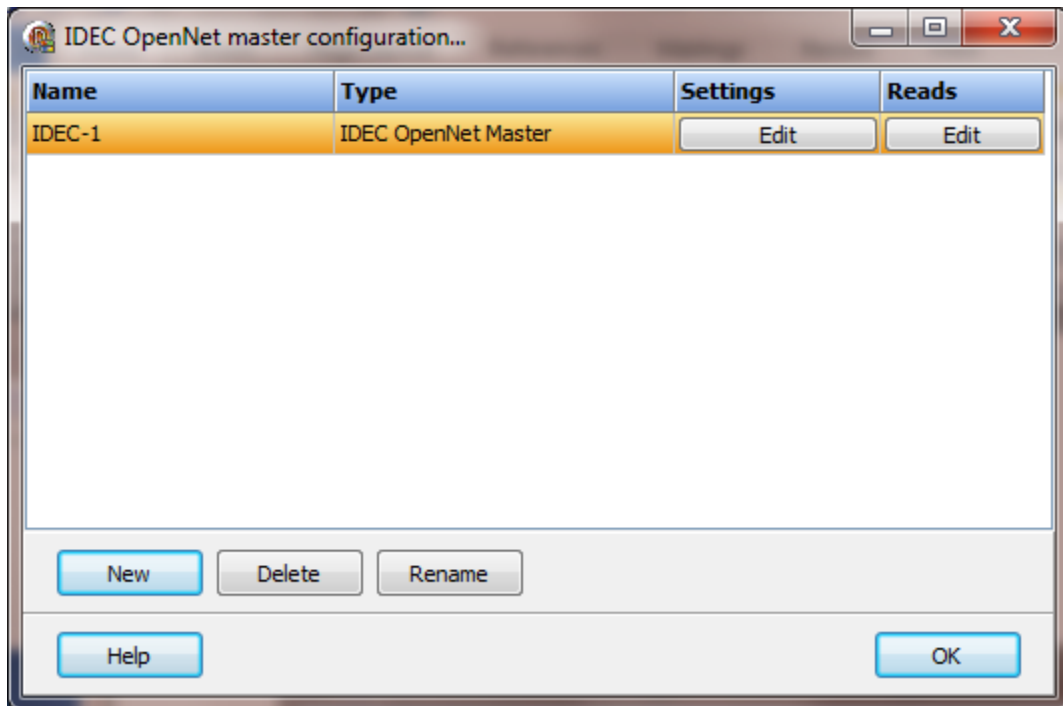 IDEC OpenNet master configuration...
Name Type Settings Reads
IDEC-1 IDEC OpenNet Master Edit Edit
New Delete Rename
Help OK